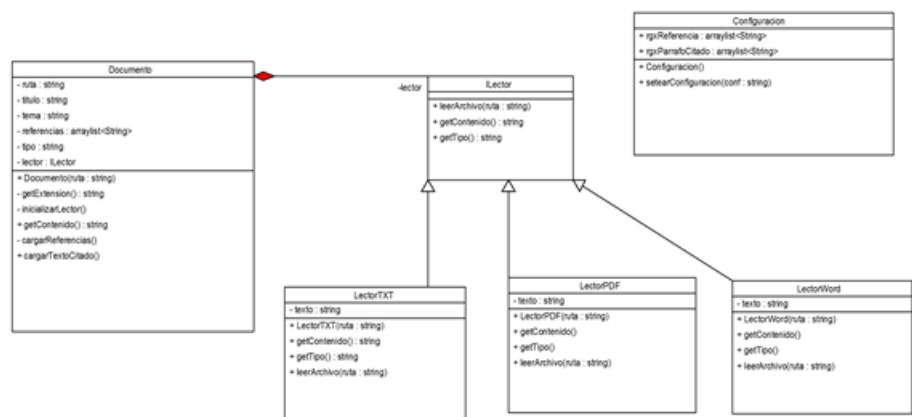 Documento
- ruta : string
- titulo : string
- tema : string
- referencias : arraylist<String>
- tipo : string
- lector : ILector
+ Documento(ruta : string)
- getExtension() : string
- inicializarLector()
+ getContenido() : string
- cargarReferencias()
+ cargarTextoCitado()
-lector
ILector
+ leerArchivo(ruta : string)
+ getContenido() : string
+ getTipo() : string
Configuracion
+ rgxReferencia : arraylist<String>
+ rgxParrafoCitado : arraylist<String>
+ Configuracion()
+ setearConfiguracion(conf : string)
LectorTXT
- texto : string
+ LectorTXT(ruta : string)
+ getContenido() : string
+ getTipo() : string
+ leerArchivo(ruta : string)
LectorPDF
- texto : string
+ LectorPDF(ruta : string)
+ getContenido()
+ getTipo()
+ leerArchivo(ruta : string)
LectorWord
- texto : string
+ LectorWord(ruta : string)
+ getContenido()
+ getTipo()
+ leerArchivo(ruta : string)